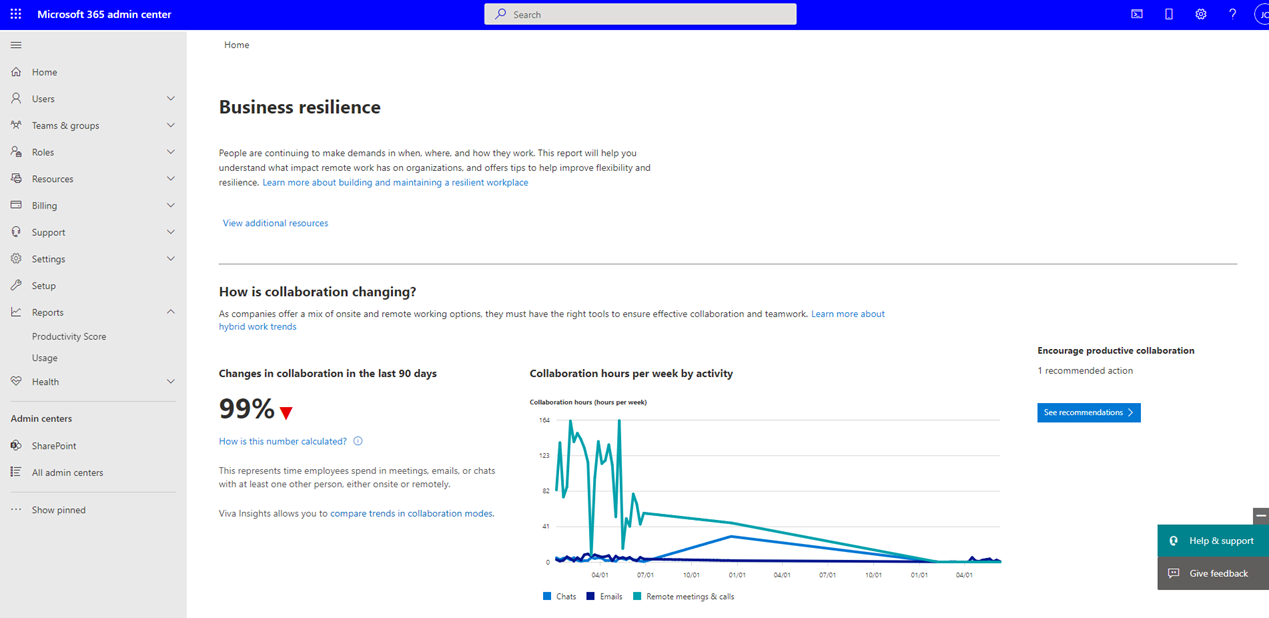 Microsoft 365 admin center
Search
Home
Users
Teams & groups
Roles
Resources
Billing
Support
Settings
Setup
Reports
Productivity Score
Usage
Health
Admin centers
SharePoint
All admin centers
Show pinned
Home
Business resilience
People are continuing to make demands in when, where, and how they work. This report will help you
understand what impact remote work has on organizations, and offers tips to help improve flexibility and
resilience. Learn more about building and maintaining a resilient workplace
View additional resources
How is collaboration changing?
As companies offer a mix of onsite and remote working options, they must have the right tools to ensure effective collaboration and teamwork. Learn more about
hybrid work trends
Changes in collaboration in the last 90 days
99%
How is this number calculated?
This represents time employees spend in meetings, emails, or chats
with at least one other person, either onsite or remotely.
Viva Insights allows you to compare trends in collaboration modes.
Collaboration hours per week by activity
Collaboration hours (hours per week)
164
123
82
41
0
04/01 07/01 10/01 01/01 04/01 07/01 10/01 01/01 04/01
Chats Emails Remote meetings & calls
Encourage productive collaboration
1 recommended action
See recommendations
Help & support
Give feedback